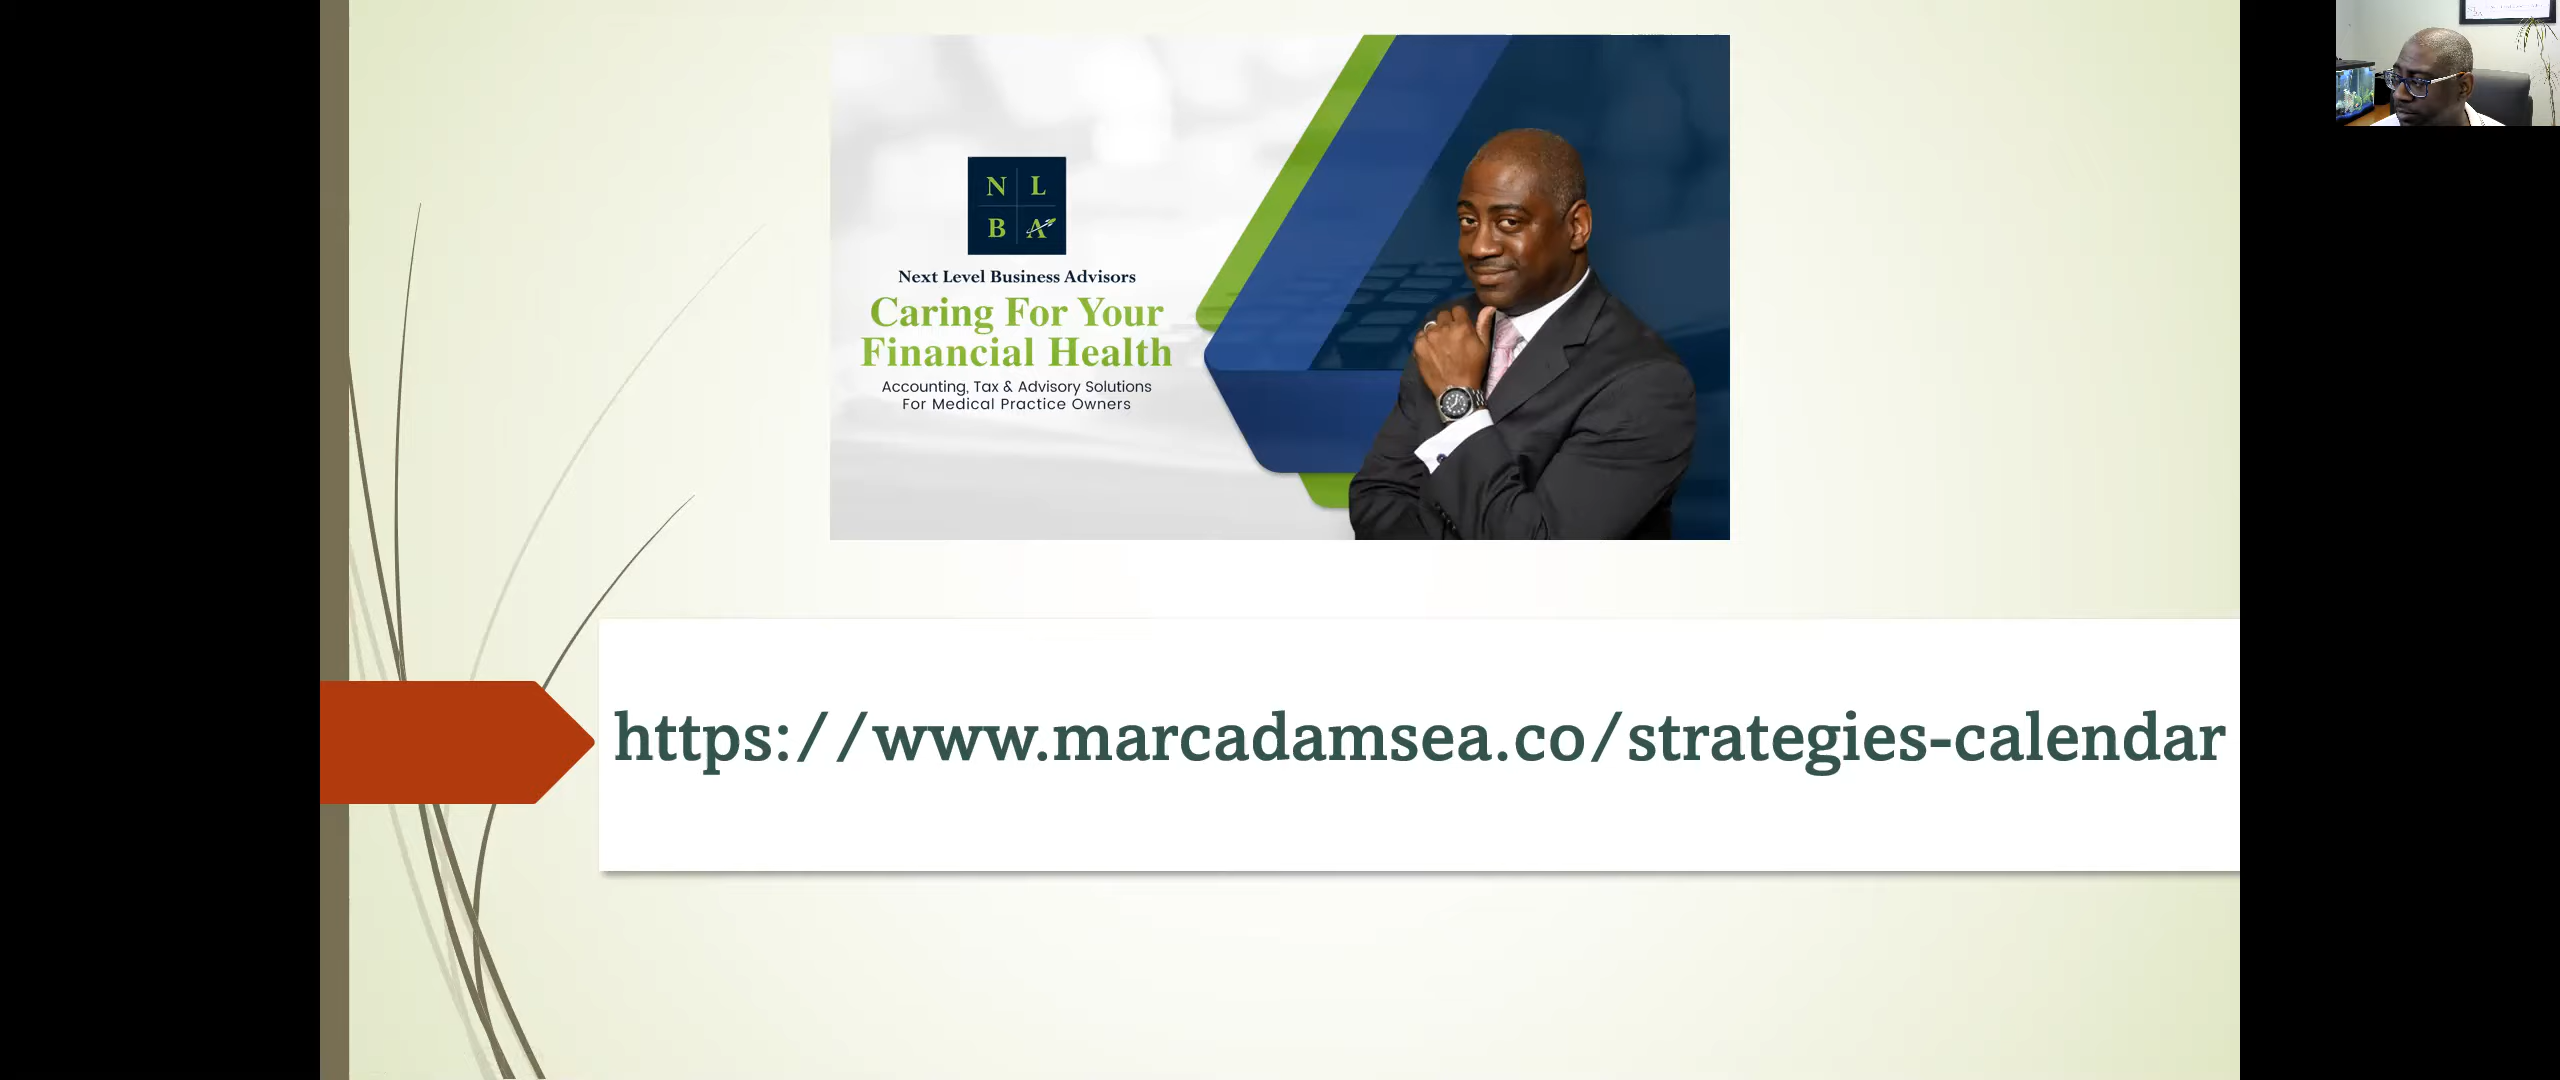 N L
B A
Next Level Business Advisors
Caring For Your
Financial Health
Accounting, Tax & Advisory Solutions
For Medical Practice Owners
https://www.marcadamsea.co/strategies-calendar